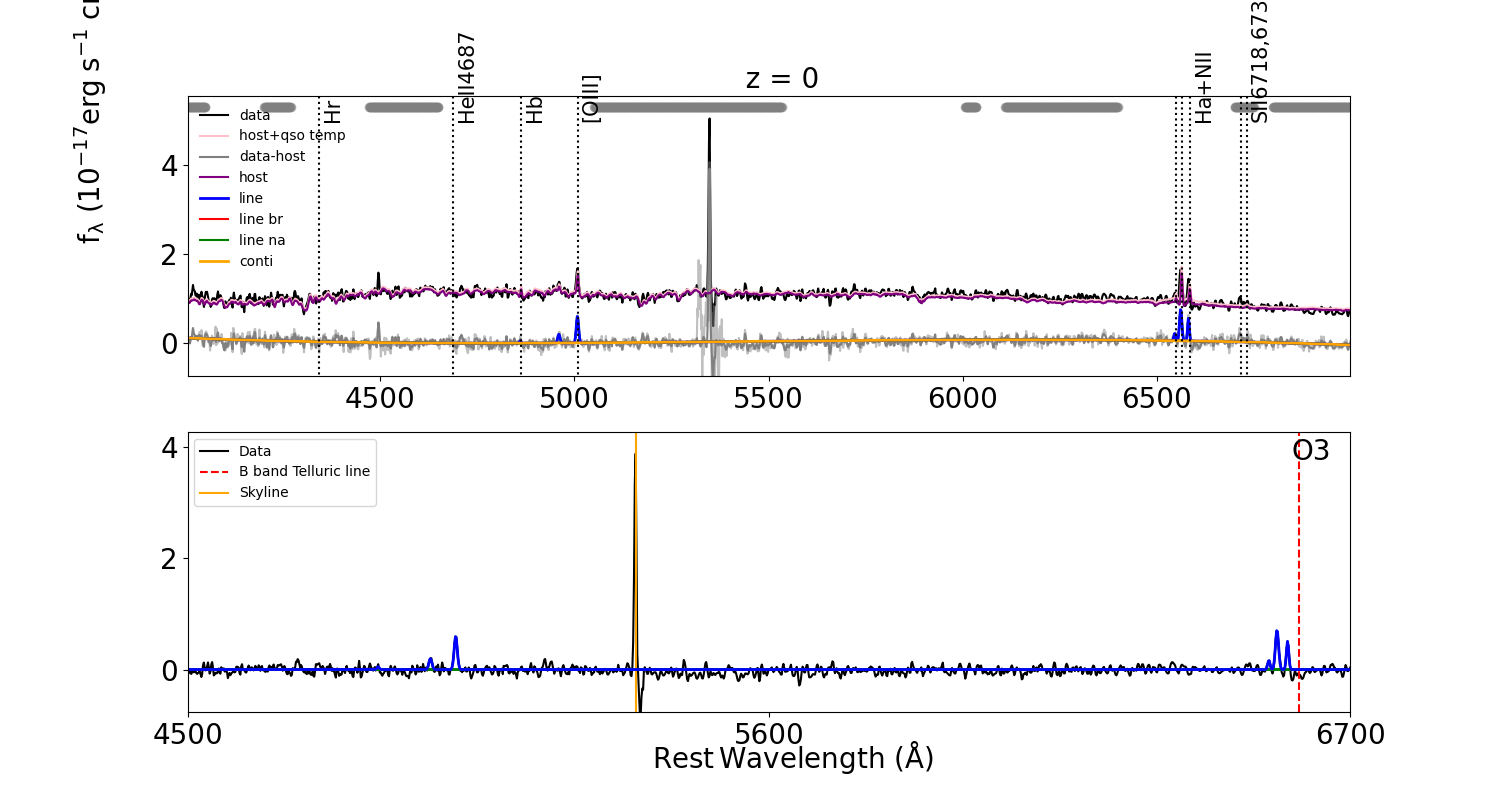 z = 0
f_λ (10^−17 erg s^−1 c
Hr
HeII4687
Hb
[OIII]
Ha+NII
SII6718,673
data
host+qso temp
data-host
host
line
line br
line na
conti
4
2
0
4500
5000
5500
6000
6500
Data
B band Telluric line
Skyline
O3
4
2
0
4500
5600
6700
Rest Wavelength (Å)